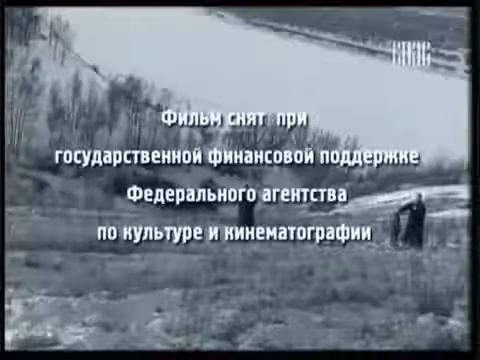 Фильм снят при
государственной финансовой поддержке
Федерального агентства
по культуре и кинематографии